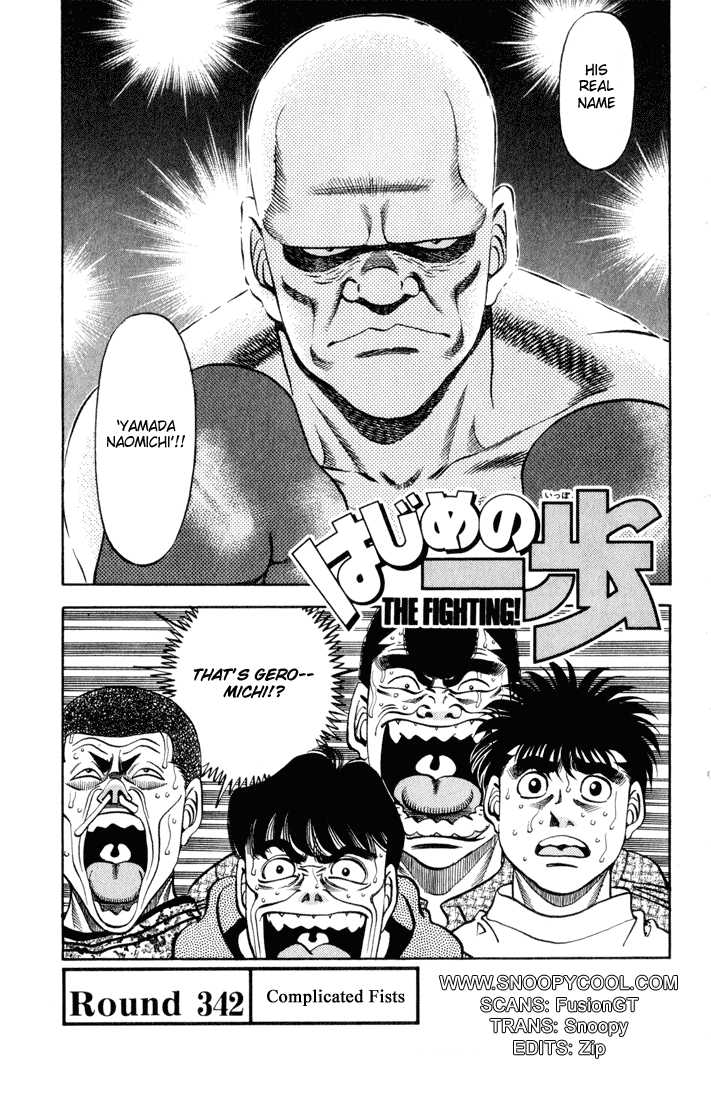 HIS
REAL
NAME
'YAMADA
NAOMICHI'!!
いっぽ
はじめの一歩
THE FIGHTING!
THAT'S GERO--
MICHI!?
Round 342
Complicated Fists
WWW.SNOOPYCOOL.COM
SCANS: FusionGT
TRANS: Snoopy
EDITS: Zip